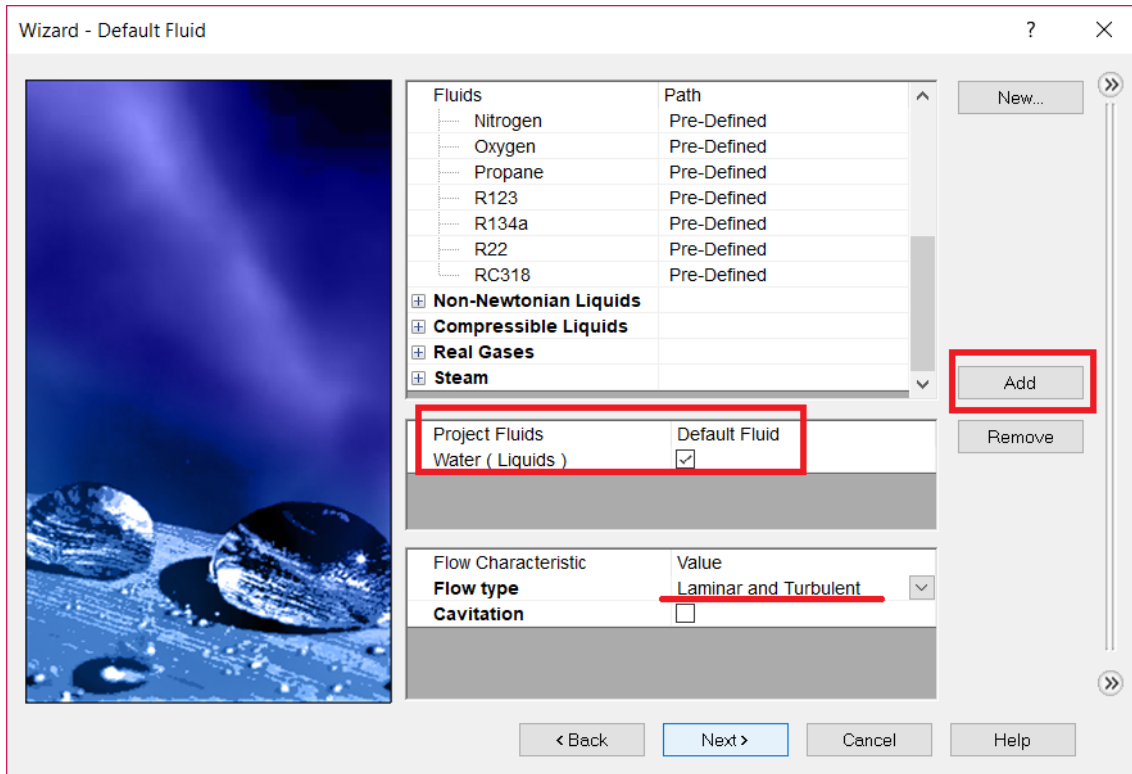 Wizard - Default Fluid ?
Fluids Path
New...
Nitrogen Pre-Defined
Oxygen Pre-Defined
Propane Pre-Defined
R123 Pre-Defined
R134a Pre-Defined
R22 Pre-Defined
RC318 Pre-Defined
Non-Newtonian Liquids
Compressible Liquids
Real Gases
Steam
Add
Project Fluids Default Fluid
Remove
Water ( Liquids )
Flow Characteristic Value
Flow type Laminar and Turbulent
Cavitation
< Back Next > Cancel Help